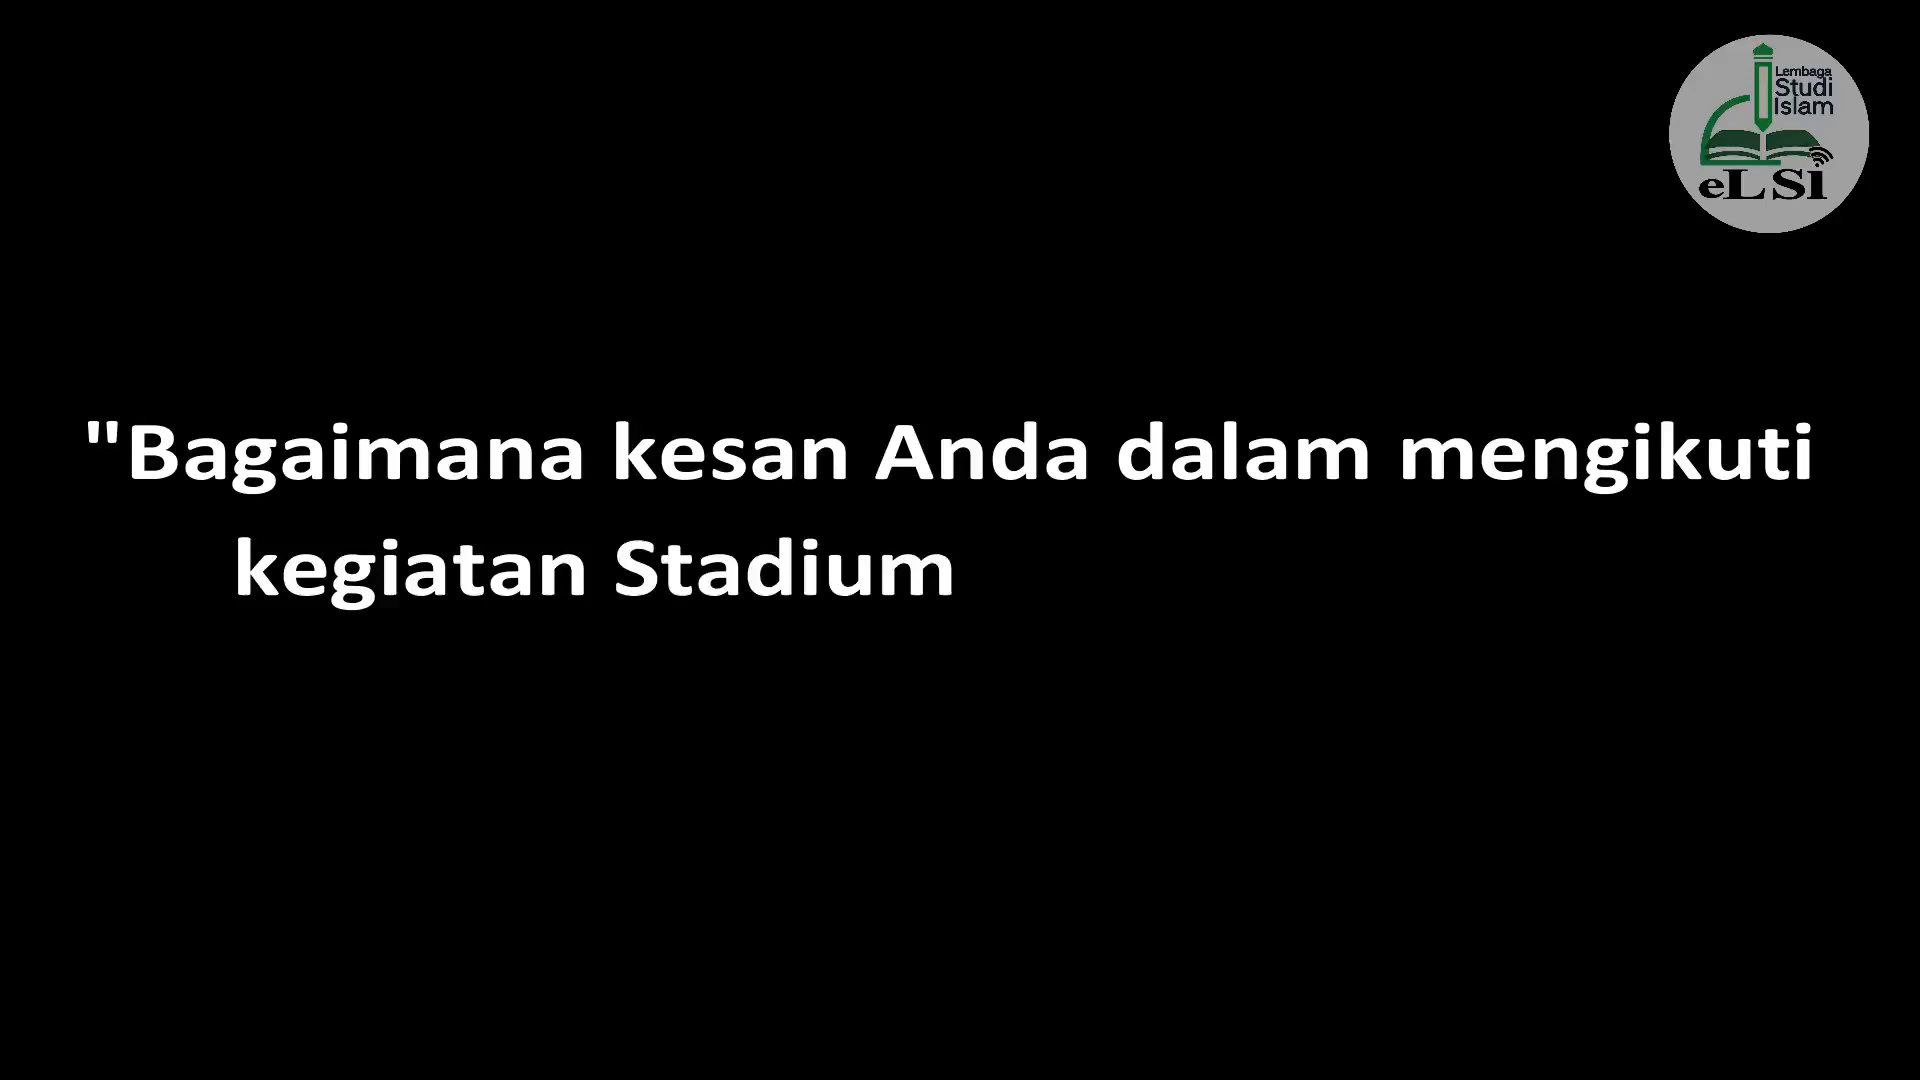 Lembaga
Studi
Islam
eLSi
"Bagaimana kesan Anda dalam mengikuti
kegiatan Stadium